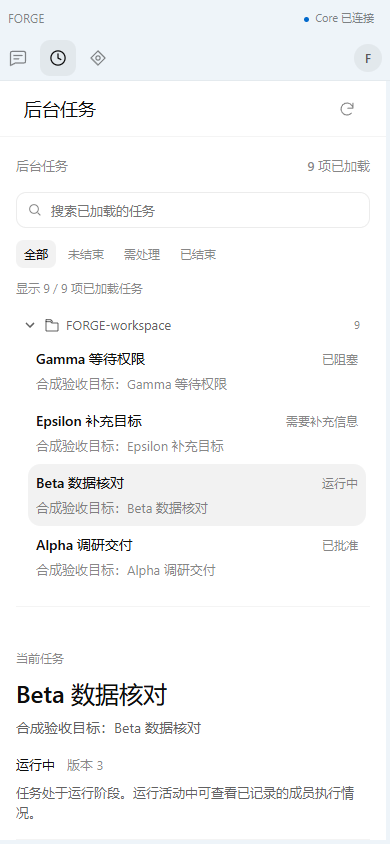 FORGE
Core 已连接
F
后台任务
后台任务
9 项已加载
搜索已加载的任务
全部 未结束 需处理 已结束
显示 9 / 9 项已加载任务
FORGE-workspace
9
Gamma 等待权限
已阻塞
合成验收目标：Gamma 等待权限
Epsilon 补充目标
需要补充信息
合成验收目标：Epsilon 补充目标
Beta 数据核对
运行中
合成验收目标：Beta 数据核对
Alpha 调研交付
已批准
合成验收目标：Alpha 调研交付
当前任务
Beta 数据核对
合成验收目标：Beta 数据核对
运行中 版本 3
任务处于运行阶段。运行活动中可查看已记录的成员执行情
况。